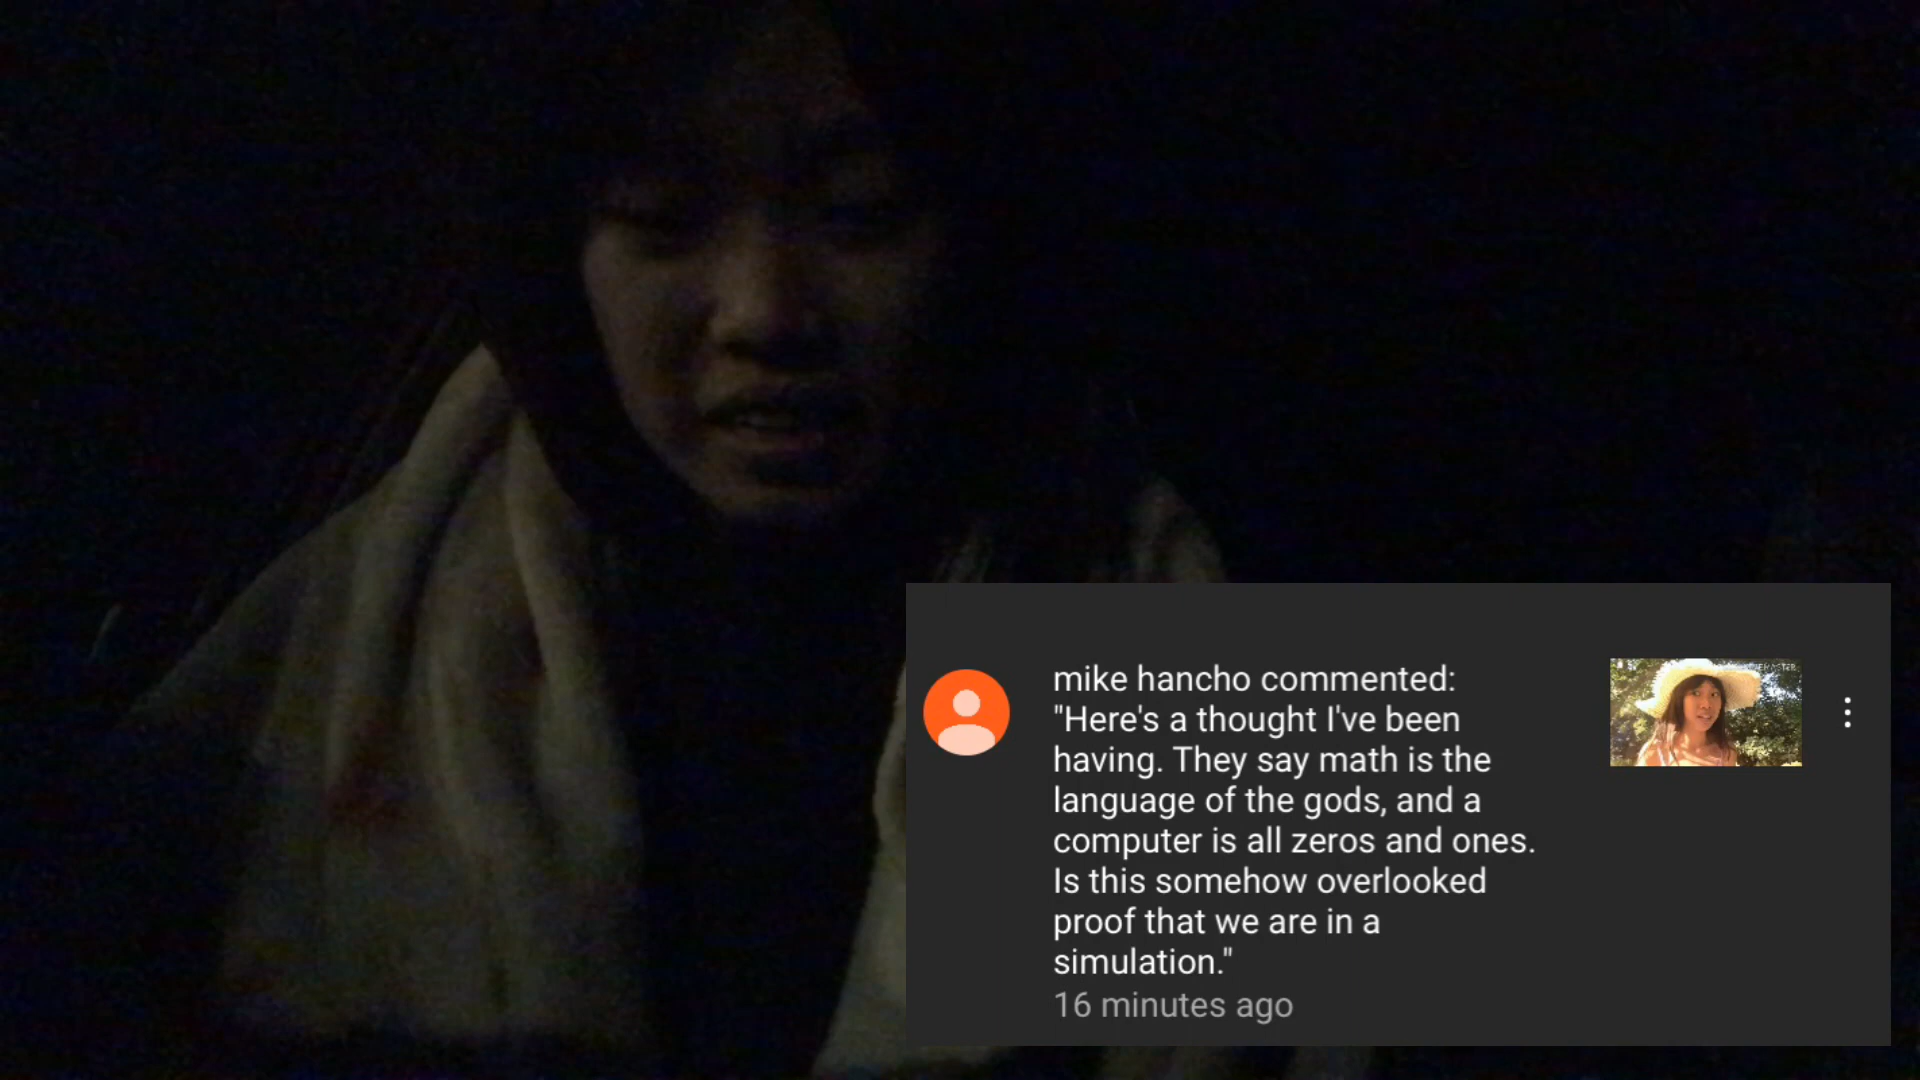 mike hancho commented:
"Here's a thought I've been
having. They say math is the
language of the gods, and a
computer is all zeros and ones.
Is this somehow overlooked
proof that we are in a
simulation."
16 minutes ago